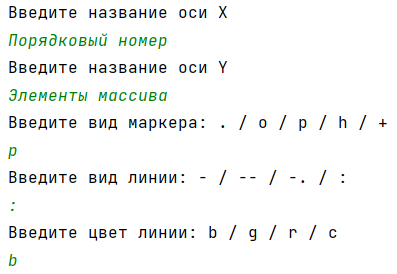 Введите название оси X
Порядковый номер
Введите название оси Y
Элементы массива
Введите вид маркера: . / o / p / h / +
p
Введите вид линии: - / -- / -. / :
:
Введите цвет линии: b / g / r / c
b